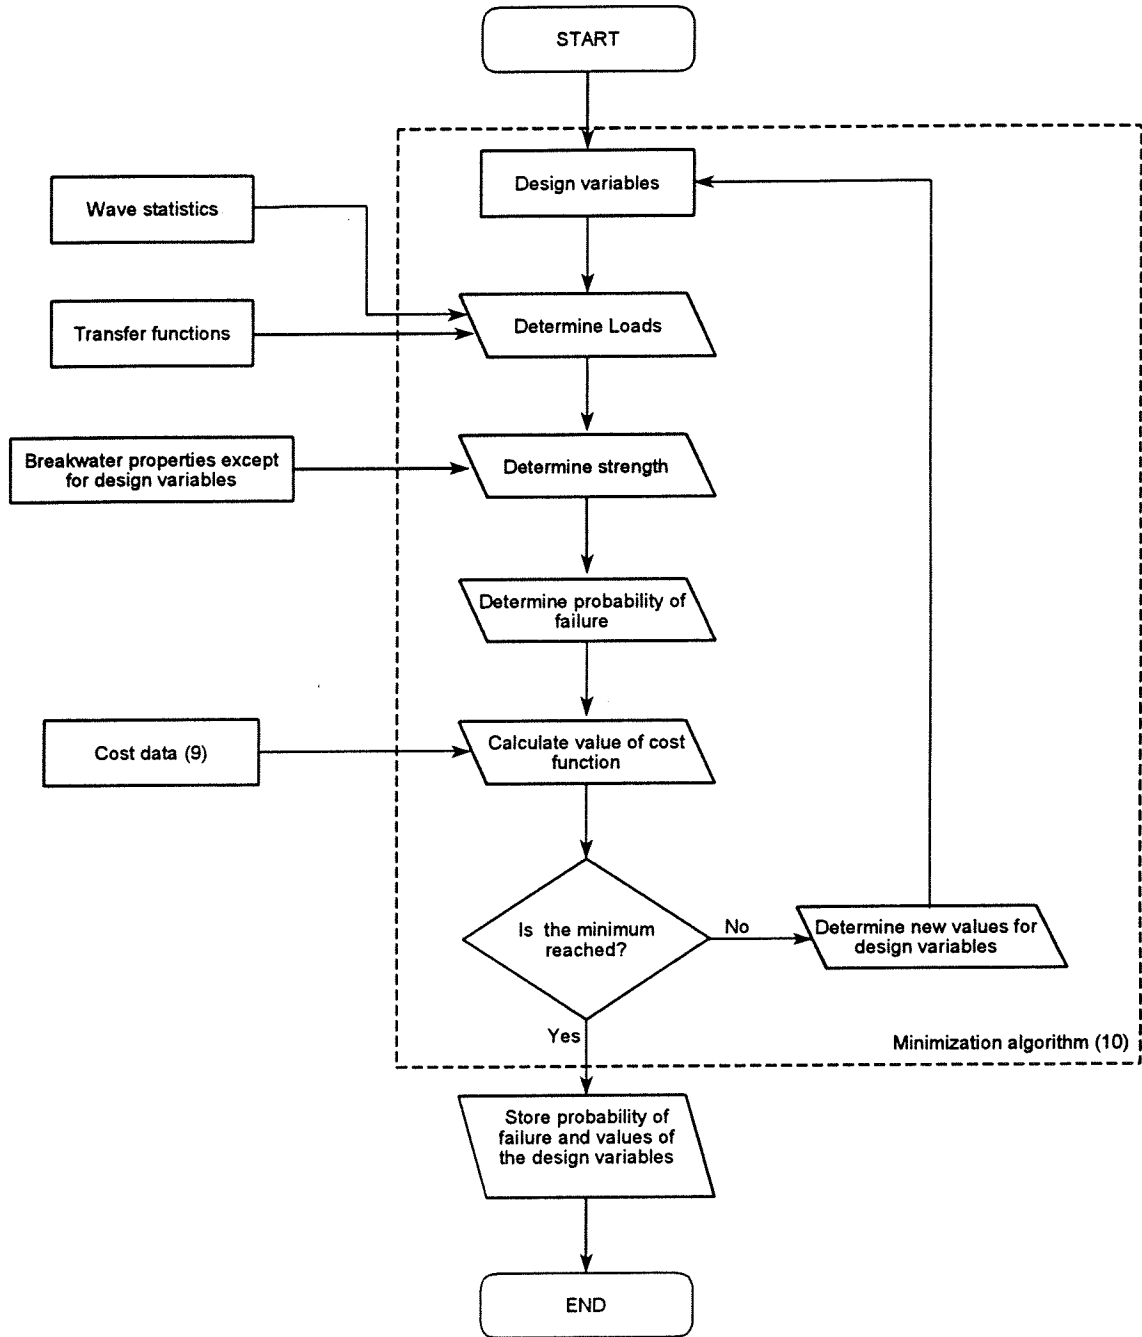 START
Design variables
Wave statistics
Determine Loads
Transfer functions
Breakwater properties except
for design variables
Determine strength
Determine probability of
failure
Cost data (9)
Calculate value of cost
function
Is the minimum
reached?
No
Determine new values for
design variables
Yes
Minimization algorithm (10)
Store probability of
failure and values of
the design variables
END